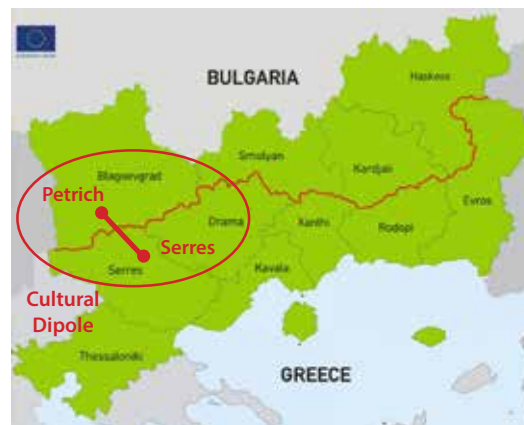 BULGARIA
Haskovo
Smolyan
Kardjali
Blagoevgrad
Petrich
Evros
Drama
Xanthi
Rodopi
Serres
Serres
Kavala
Cultural
Dipole
Thessaloniki
GREECE